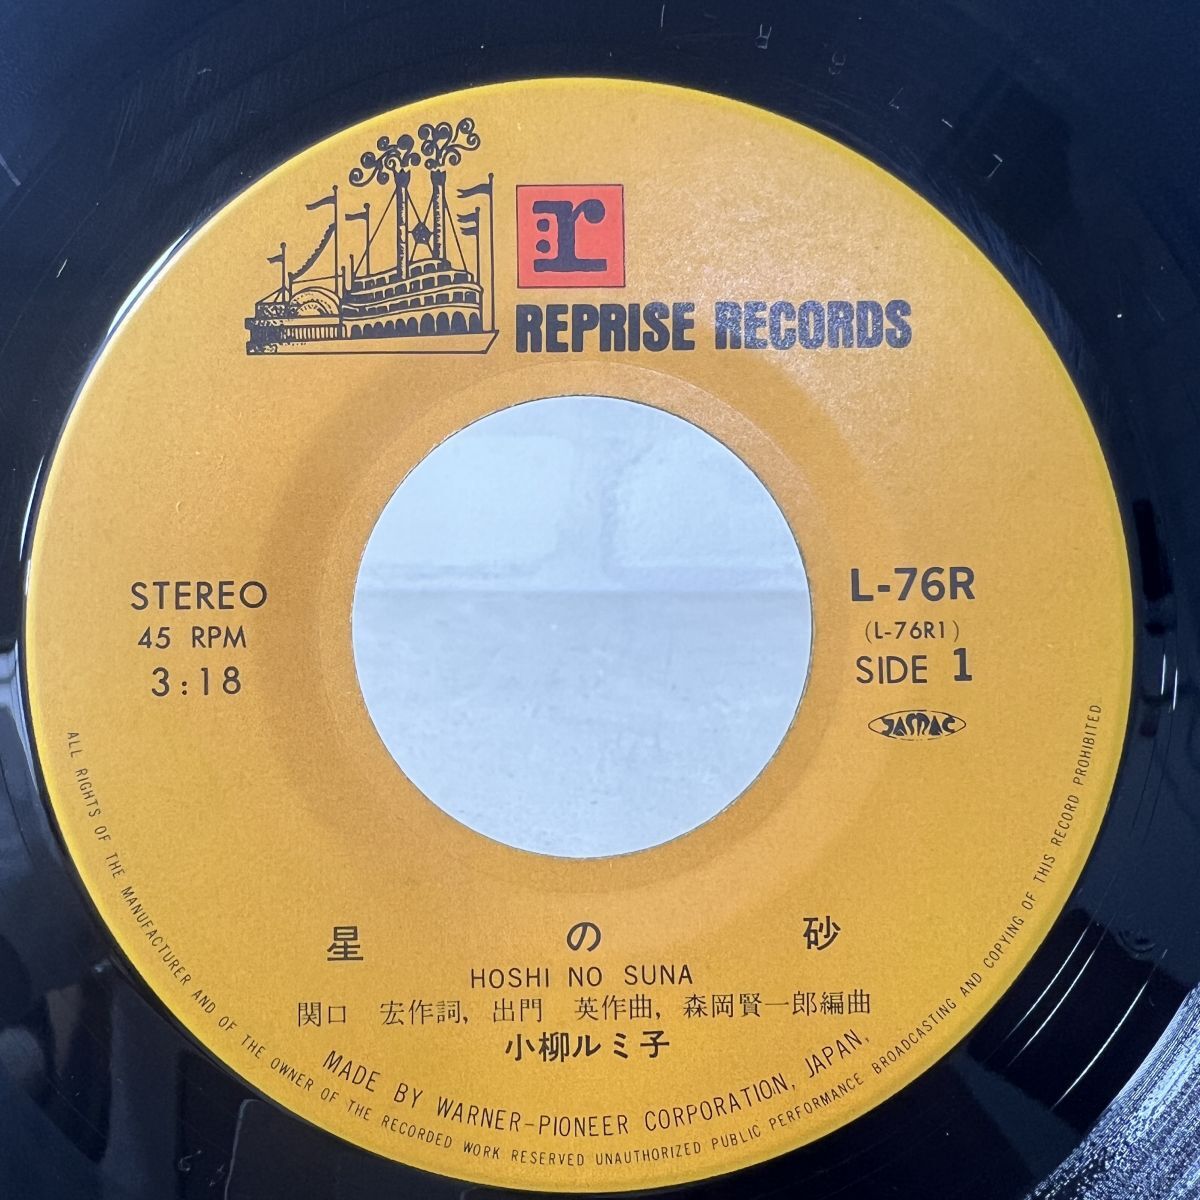 r
REPRISE RECORDS
STEREO
45 RPM
3:18
L-76R
(L-76R1)
SIDE 1
JASRAC
星の砂
HOSHI NO SUNA
関口 宏作詞, 出門 英作曲, 森岡賢一郎編曲
小柳ルミ子
MADE BY WARNER-PIONEER CORPORATION, JAPAN,
ALL RIGHTS OF THE MANUFACTURER AND OF THE OWNER OF THE RECORDED WORK RESERVED UNAUTHORIZED PUBLIC PERFORMANCE BROADCASTING AND COPYING OF THIS RECORD PROHIBITED